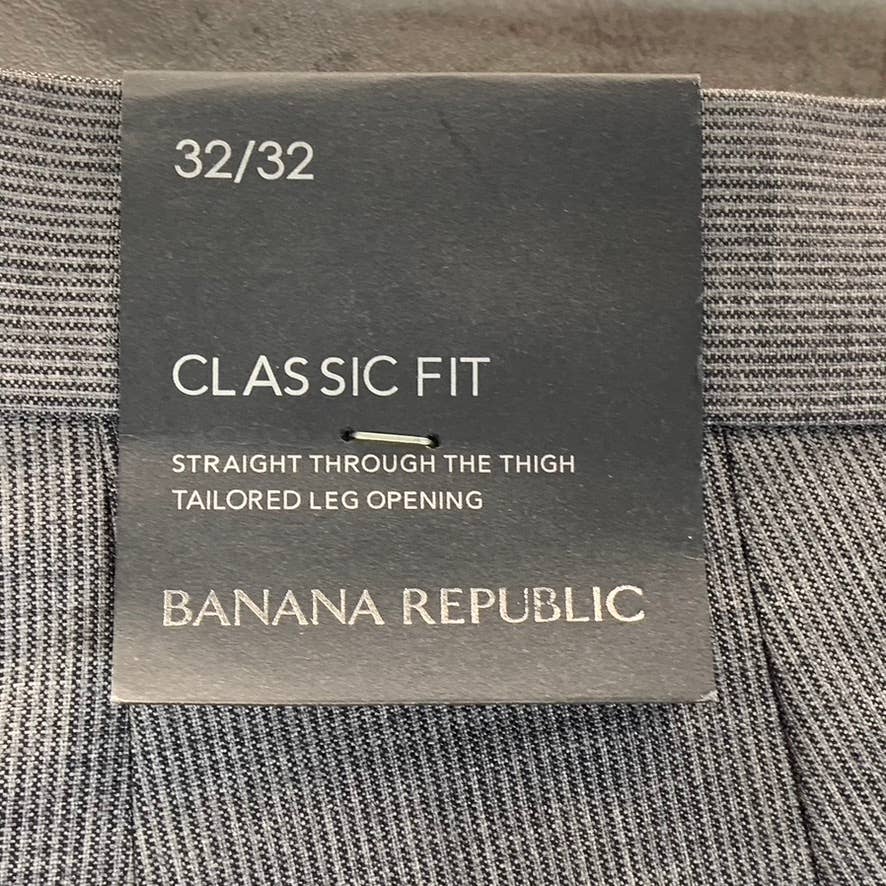 32/32
CLASSIC FIT
STRAIGHT THROUGH THE THIGH
TAILORED LEG OPENING
BANANA REPUBLIC